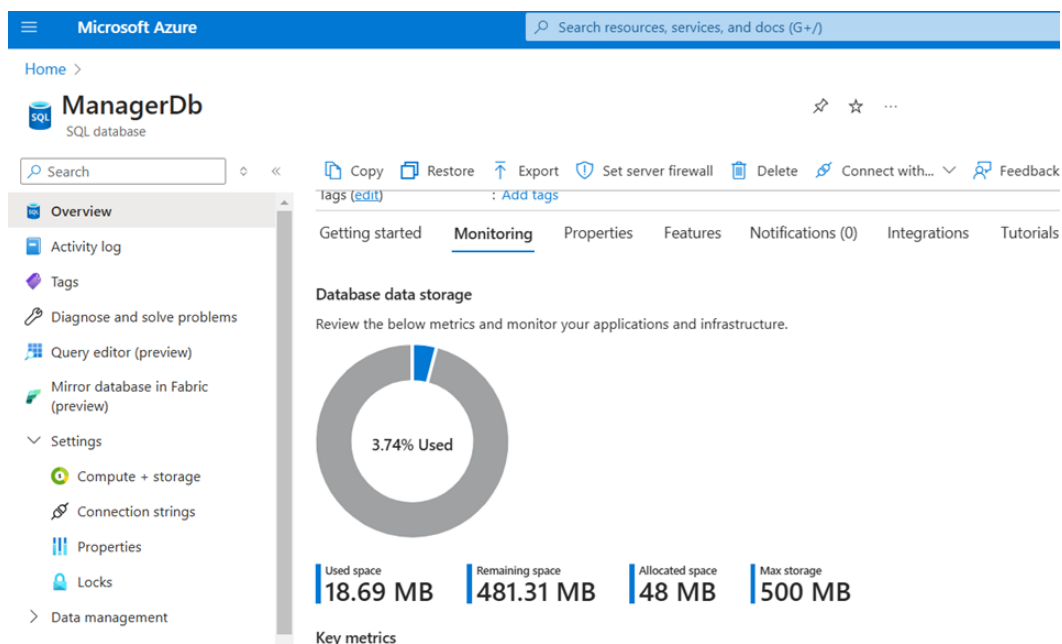 Microsoft Azure
Search resources, services, and docs (G+/)
Home >
SQL
ManagerDb
SQL database
Search
Copy Restore Export Set server firewall Delete Connect with... Feedback
Tags (edit) : Add tags
Getting started Monitoring Properties Features Notifications (0) Integrations Tutorials
Overview
Activity log
Tags
Diagnose and solve problems
Query editor (preview)
Mirror database in Fabric
(preview)
Settings
Compute + storage
Connection strings
Properties
Locks
Data management
Database data storage
Review the below metrics and monitor your applications and infrastructure.
3.74% Used
Used space Remaining space Allocated space Max storage
18.69 MB 481.31 MB 48 MB 500 MB
Key metrics